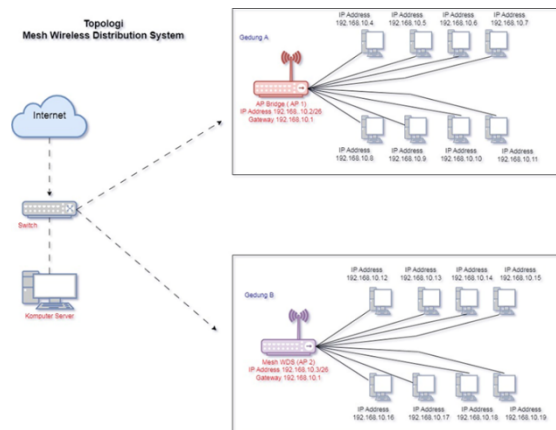 Topologi
Mesh Wireless Distribution System
Internet
Switch
Komputer Server
Gedung A
AP Bridge ( AP 1)
IP Address 192.168. 10.2/26
Gateway 192.168.10.1
IP Address
192.168.10.4
IP Address
192.168.10.5
IP Address
192.168.10.6
IP Address
192.168.10.7
IP Address
192.168.10.8
IP Address
192.168.10.9
IP Address
192.168.10.10
IP Address
192.168.10.11
Gedung B
Mesh WDS (AP 2)
IP Address 192.168.10.3/26
Gateway 192.168.10.1
IP Address
192.168.10.12
IP Address
192.168.10.13
IP Address
192.168.10.14
IP Address
192.168.10.15
IP Address
192.168.10.16
IP Address
192.168.10.17
IP Address
192.168.10.18
IP Address
192.168.10.19